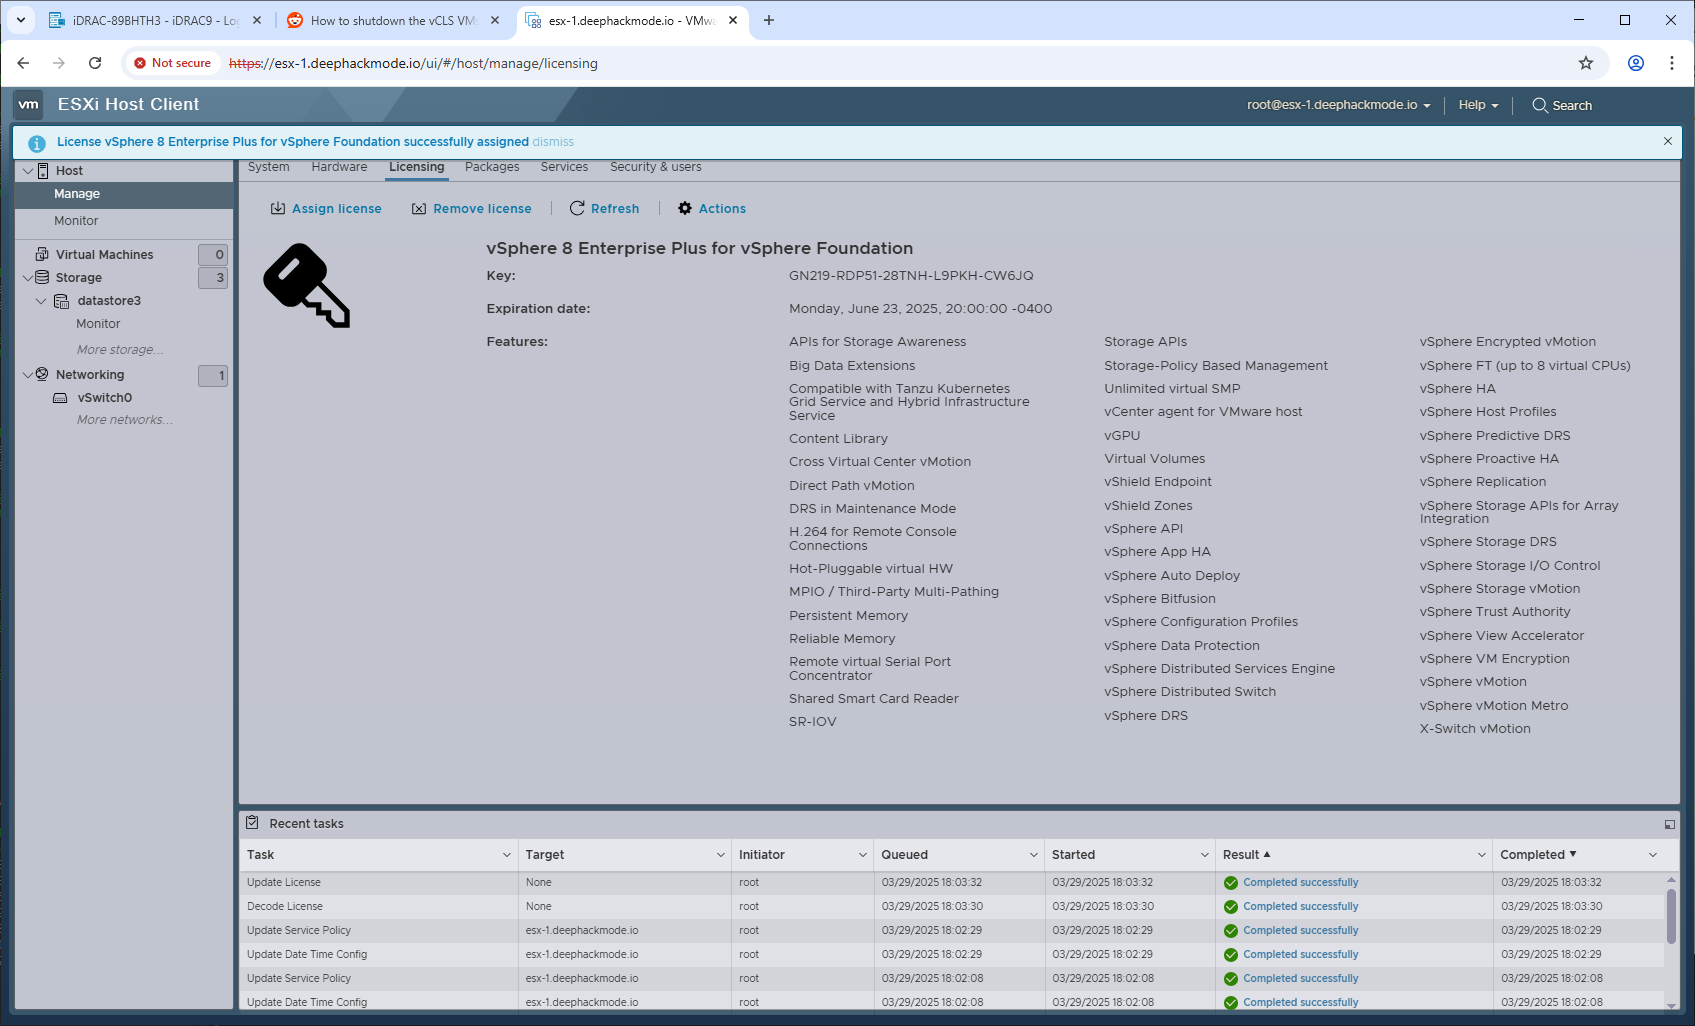 iDRAC-89BHTH3 - iDRAC9 - Lo
How to shutdown the vCLS VM
esx-1.deephackmode.io - VMwa
Not secure
https://esx-1.deephackmode.io/ui/#/host/manage/licensing
vm
ESXi Host Client
root@esx-1.deephackmode.io
Help
Search
License vSphere 8 Enterprise Plus for vSphere Foundation successfully assigned dismiss
Host
Manage
Monitor
Virtual Machines 0
Storage 3
datastore3
Monitor
More storage...
Networking 1
vSwitch0
More networks...
System Hardware Licensing Packages Services Security & users
Assign license Remove license Refresh Actions
vSphere 8 Enterprise Plus for vSphere Foundation
Key: GN219-RDP51-28TNH-L9PKH-CW6JQ
Expiration date: Monday, June 23, 2025, 20:00:00 -0400
Features:
APIs for Storage Awareness
Big Data Extensions
Compatible with Tanzu Kubernetes
Grid Service and Hybrid Infrastructure
Service
Content Library
Cross Virtual Center vMotion
Direct Path vMotion
DRS in Maintenance Mode
H.264 for Remote Console
Connections
Hot-Pluggable virtual HW
MPIO / Third-Party Multi-Pathing
Persistent Memory
Reliable Memory
Remote virtual Serial Port
Concentrator
Shared Smart Card Reader
SR-IOV
Storage APIs
Storage-Policy Based Management
Unlimited virtual SMP
vCenter agent for VMware host
vGPU
Virtual Volumes
vShield Endpoint
vShield Zones
vSphere API
vSphere App HA
vSphere Auto Deploy
vSphere Bitfusion
vSphere Configuration Profiles
vSphere Data Protection
vSphere Distributed Services Engine
vSphere Distributed Switch
vSphere DRS
vSphere Encrypted vMotion
vSphere FT (up to 8 virtual CPUs)
vSphere HA
vSphere Host Profiles
vSphere Predictive DRS
vSphere Proactive HA
vSphere Replication
vSphere Storage APIs for Array
Integration
vSphere Storage DRS
vSphere Storage I/O Control
vSphere Storage vMotion
vSphere Trust Authority
vSphere View Accelerator
vSphere VM Encryption
vSphere vMotion
vSphere vMotion Metro
X-Switch vMotion
Recent tasks
Task Target Initiator Queued Started Result Completed
Update License None root 03/29/2025 18:03:32 03/29/2025 18:03:32 Completed successfully 03/29/2025 18:03:32
Decode License None root 03/29/2025 18:03:30 03/29/2025 18:03:30 Completed successfully 03/29/2025 18:03:30
Update Service Policy esx-1.deephackmode.io root 03/29/2025 18:02:29 03/29/2025 18:02:29 Completed successfully 03/29/2025 18:02:29
Update Date Time Config esx-1.deephackmode.io root 03/29/2025 18:02:29 03/29/2025 18:02:29 Completed successfully 03/29/2025 18:02:29
Update Service Policy esx-1.deephackmode.io root 03/29/2025 18:02:08 03/29/2025 18:02:08 Completed successfully 03/29/2025 18:02:08
Update Date Time Config esx-1.deephackmode.io root 03/29/2025 18:02:08 03/29/2025 18:02:08 Completed successfully 03/29/2025 18:02:08